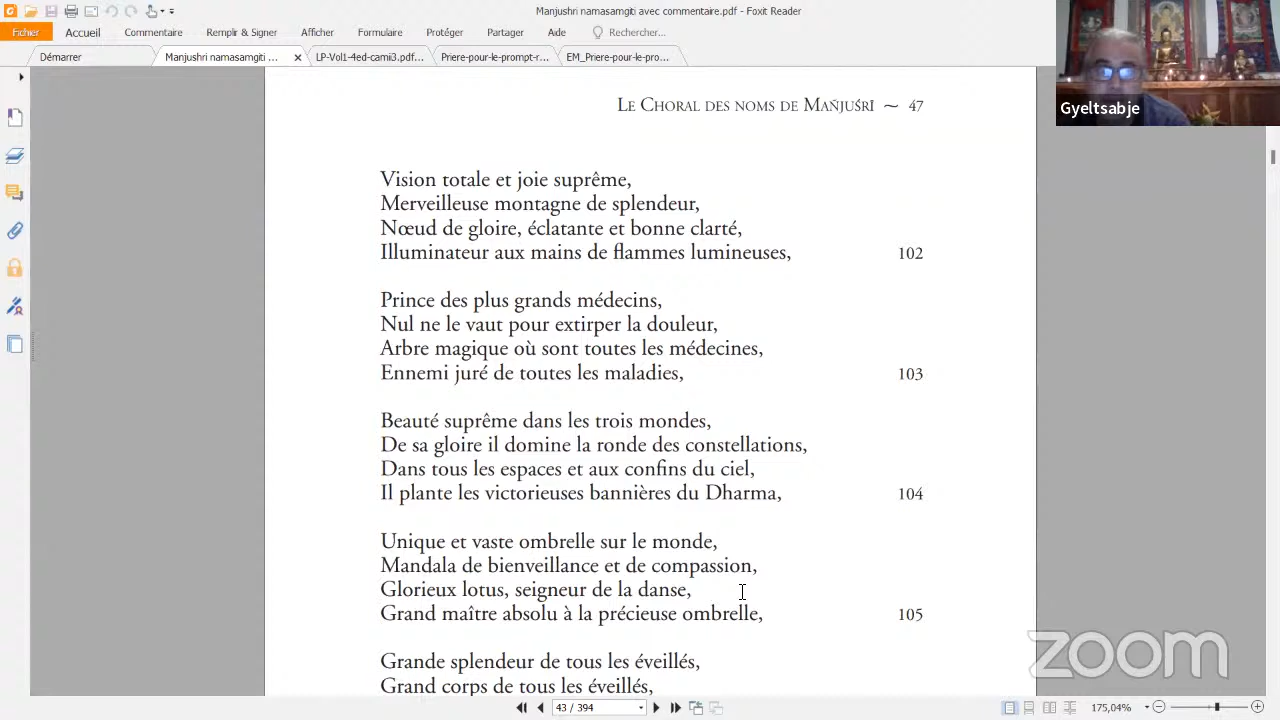 Manjushri namasamgiti avec commentaire.pdf - Foxit Reader
Fichier Accueil Commentaire Remplir & Signer Afficher Formulaire Protéger Partager Aide Rechercher...
Démarrer Manjushri namasamgiti ... LP-Vol1-4ed-cami3.pdf... Priere-pour-le-prompt-r... EM_Priere-pour-le-pro...
Gyeltsabje
LE CHORAL DES NOMS DE MAÑJUŚRI ~ 47
Vision totale et joie suprême,
Merveilleuse montagne de splendeur,
Nœud de gloire, éclatante et bonne clarté,
Illuminateur aux mains de flammes lumineuses, 102
Prince des plus grands médecins,
Nul ne le vaut pour extirper la douleur,
Arbre magique où sont toutes les médecines,
Ennemi juré de toutes les maladies, 103
Beauté suprême dans les trois mondes,
De sa gloire il domine la ronde des constellations,
Dans tous les espaces et aux confins du ciel,
Il plante les victorieuses bannières du Dharma, 104
Unique et vaste ombrelle sur le monde,
Mandala de bienveillance et de compassion,
Glorieux lotus, seigneur de la danse,
Grand maître absolu à la précieuse ombrelle, 105
Grande splendeur de tous les éveillés,
Grand corps de tous les éveillés,
zoom
43 / 394
175,04%